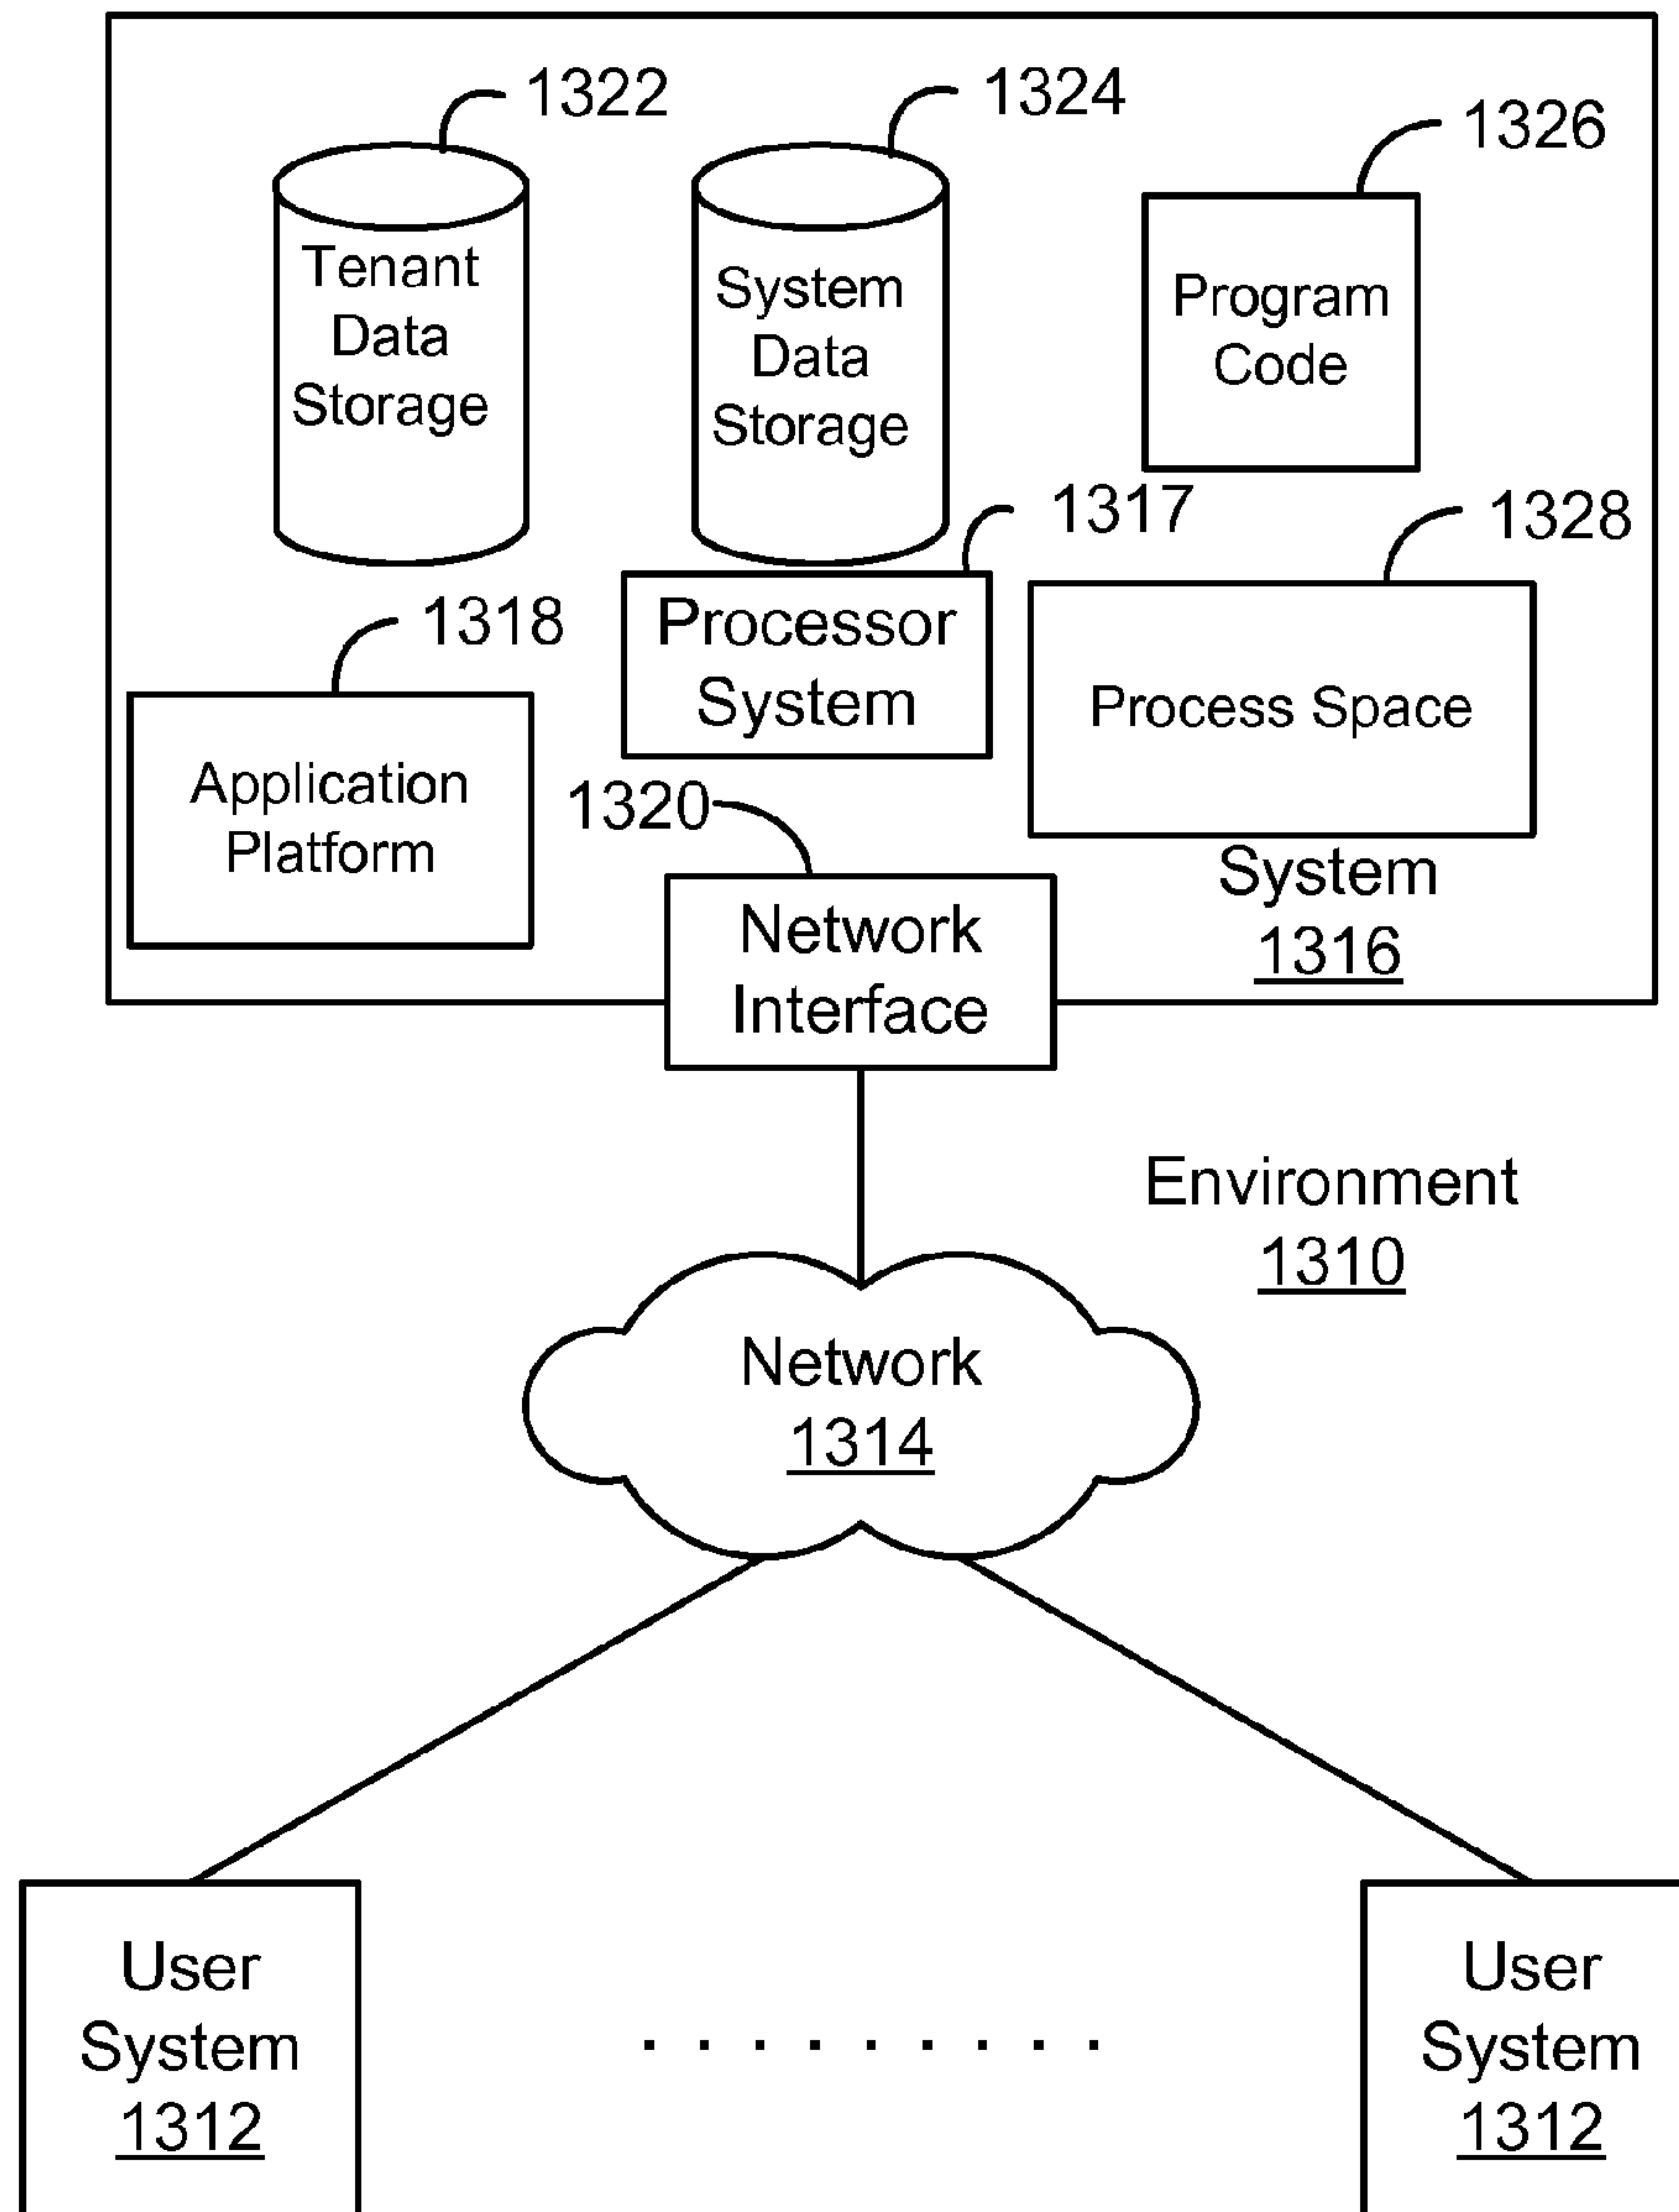 1322
1324
1326
Tenant
Data
Storage
System
Data
Storage
Program
Code
1317
1328
1318
Processor
System
Process Space
Application
Platform
1320
System
1316
Network
Interface
Environment
1310
Network
1314
User
System
1312
. . . . . . . . .
User
System
1312